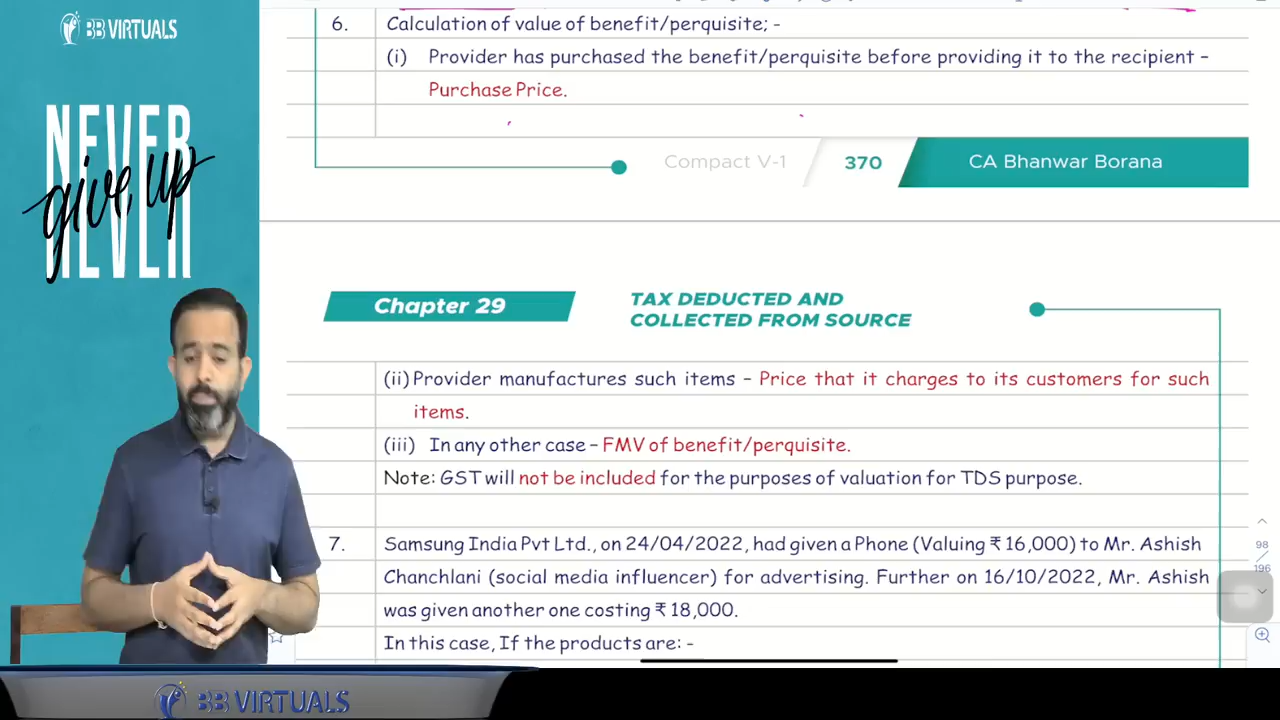 BB VIRTUALS
NEVER
give up
NEVER
6. Calculation of value of benefit/perquisite; -
(i) Provider has purchased the benefit/perquisite before providing it to the recipient –
Purchase Price.
Compact V-1 370 CA Bhanwar Borana
Chapter 29
TAX DEDUCTED AND
COLLECTED FROM SOURCE
(ii) Provider manufactures such items – Price that it charges to its customers for such
items.
(iii) In any other case – FMV of benefit/perquisite.
Note: GST will not be included for the purposes of valuation for TDS purpose.
7. Samsung India Pvt Ltd., on 24/04/2022, had given a Phone (Valuing ₹ 16,000) to Mr. Ashish
Chanchlani (social media influencer) for advertising. Further on 16/10/2022, Mr. Ashish
was given another one costing ₹ 18,000.
In this case, If the products are: -
98
196
BB VIRTUALS